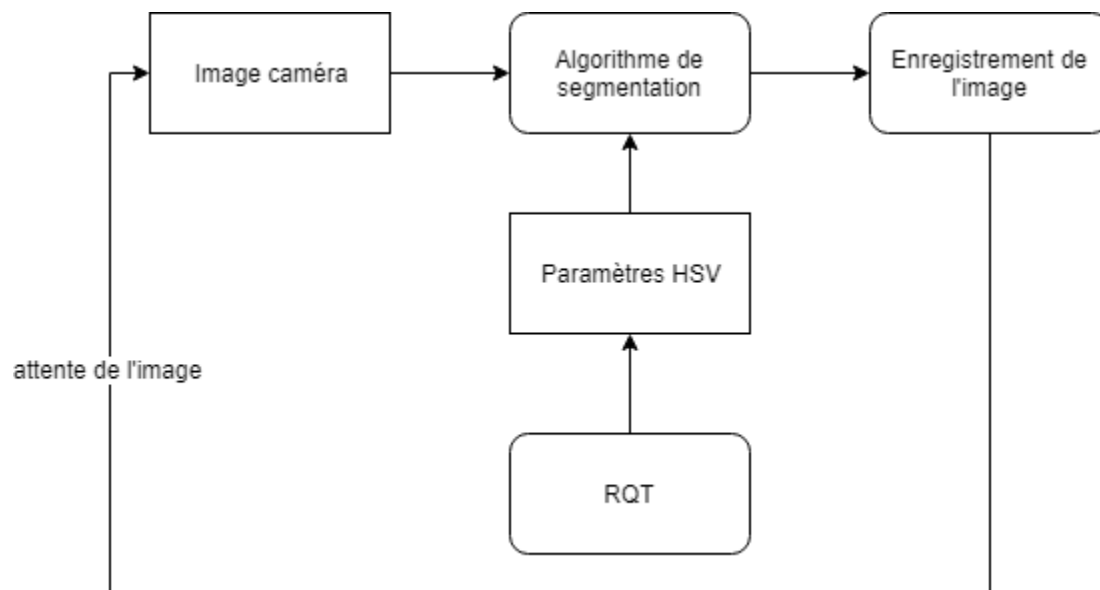 Image caméra
Algorithme de
segmentation
Enregistrement de
l'image
Paramètres HSV
attente de l'image
RQT